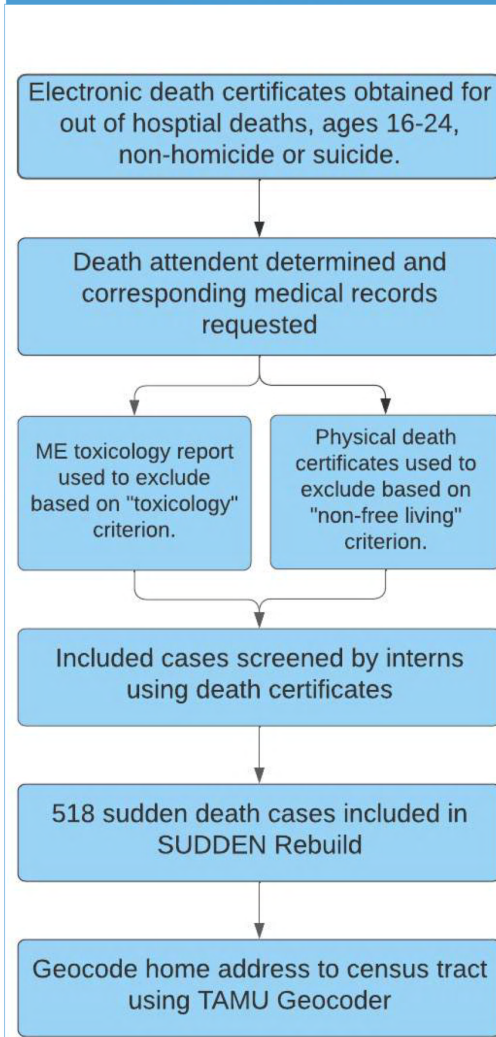 Electronic death certificates obtained for
out of hosptial deaths, ages 16-24,
non-homicide or suicide.
Death attendent determined and
corresponding medical records
requested
ME toxicology report
used to exclude
based on "toxicology"
criterion.
Physical death
certificates used to
exclude based on
"non-free living"
criterion.
Included cases screened by interns
using death certificates
518 sudden death cases included in
SUDDEN Rebuild
Geocode home address to census tract
using TAMU Geocoder